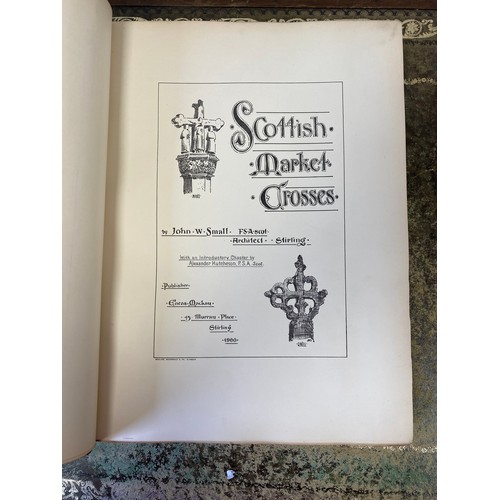 Scottish
Market
Crosses.
by John · W · Small F·S·A·scot·
Architect · Stirling ·
With an introductory Chapter by
Alexander Hutcheson, F.S.A. Scot.
Publisher
Eneas Mackay
43 Murray Place
Stirling
1900